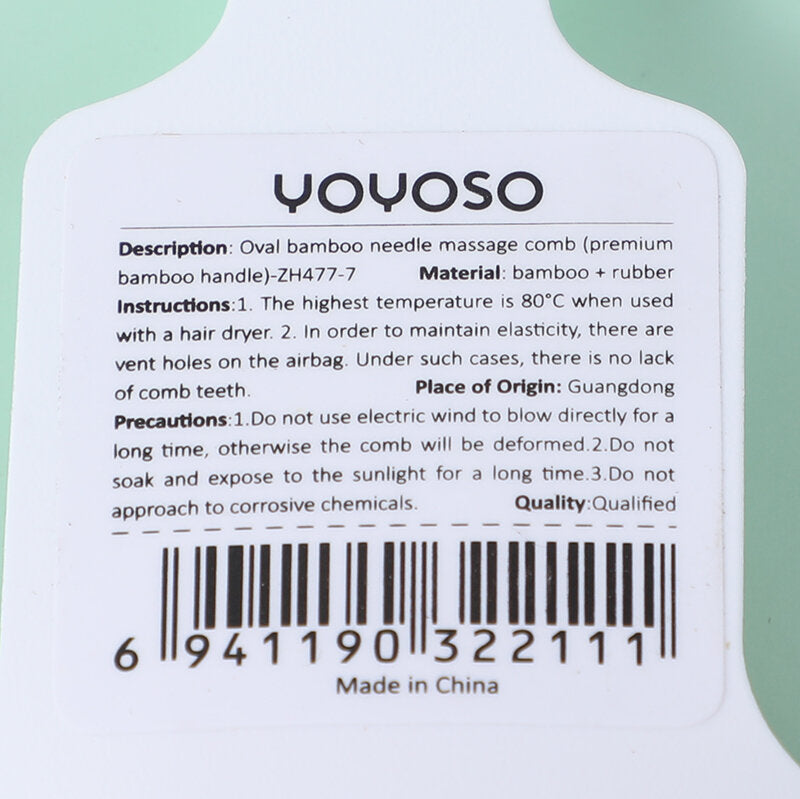 YOYOSO
Description: Oval bamboo needle massage comb (premium
bamboo handle)-ZH477-7 Material: bamboo + rubber
Instructions:1. The highest temperature is 80°C when used
with a hair dryer. 2. In order to maintain elasticity, there are
vent holes on the airbag. Under such cases, there is no lack
of comb teeth. Place of Origin: Guangdong
Precautions:1.Do not use electric wind to blow directly for a
long time, otherwise the comb will be deformed.2.Do not
soak and expose to the sunlight for a long time.3.Do not
approach to corrosive chemicals. Quality:Qualified
6 941190 322111
Made in China